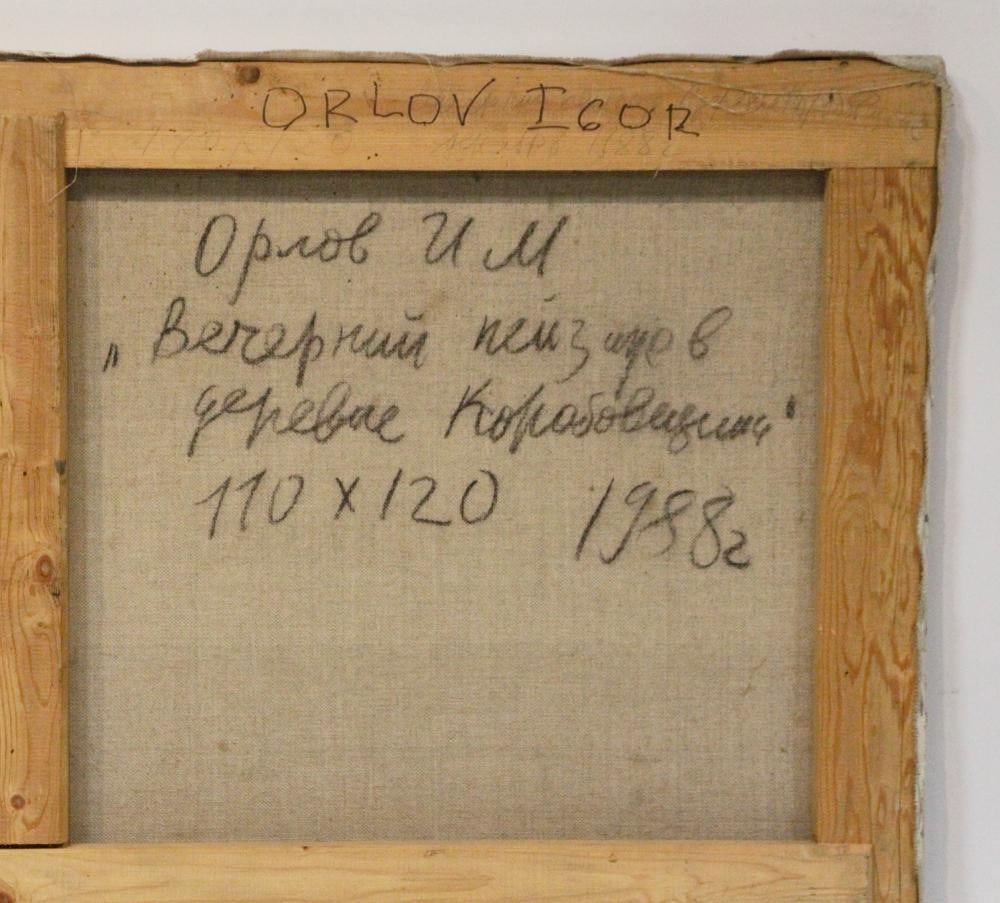 ORLOV IGOR
Орлов И М
„Вечерний пейзаж в
деревне Коробовщина"
110 x 120 1988г